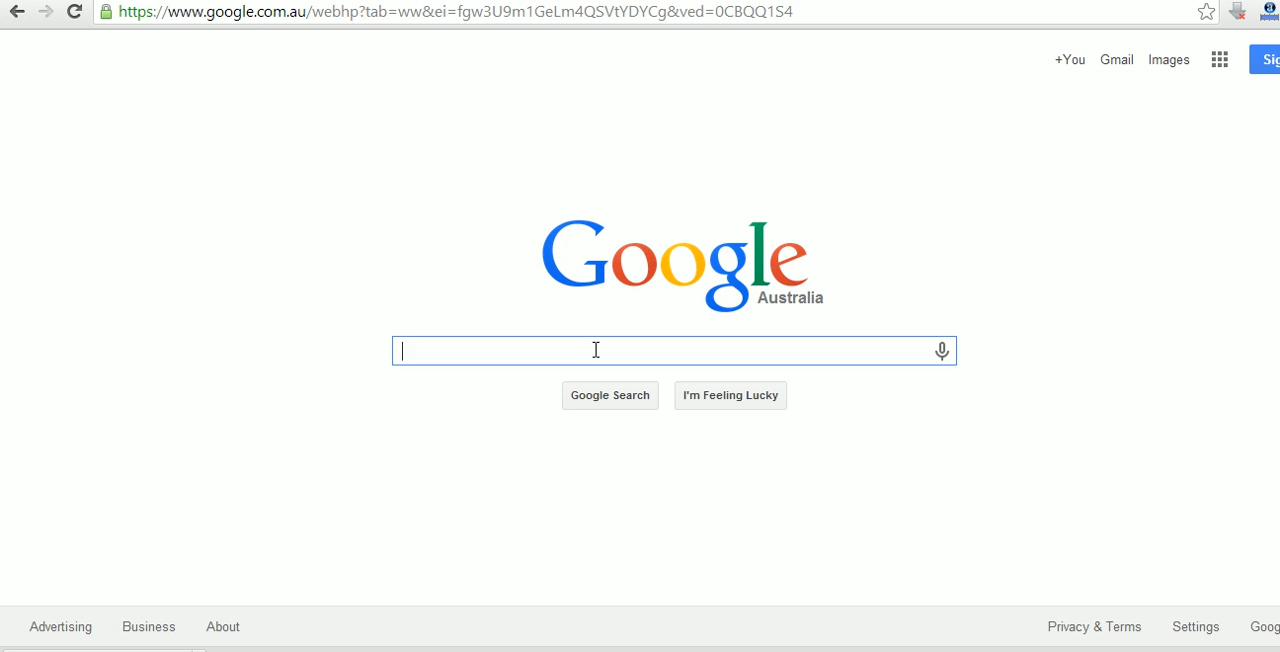 https://www.google.com.au/webhp?tab=ww&ei=fgw3U9m1GeLm4QSVtYDYCg&ved=0CBQQ1S4
+You Gmail Images Sig
Google
Australia
Google Search I'm Feeling Lucky
Advertising Business About Privacy & Terms Settings Goog